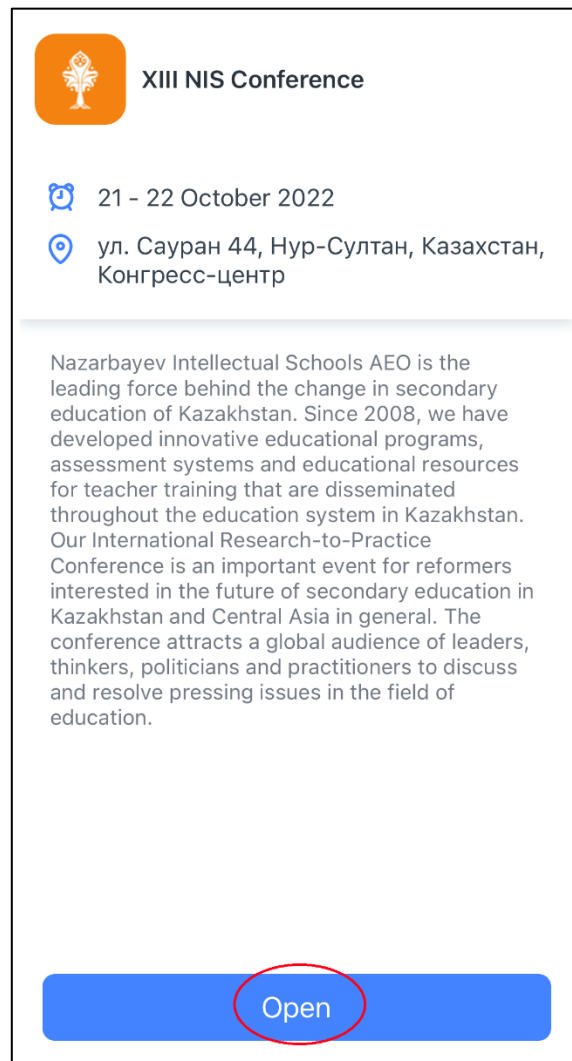 XIII NIS Conference
21 - 22 October 2022
ул. Сауран 44, Нур-Султан, Казахстан,
Конгресс-центр
Nazarbayev Intellectual Schools AEO is the
leading force behind the change in secondary
education of Kazakhstan. Since 2008, we have
developed innovative educational programs,
assessment systems and educational resources
for teacher training that are disseminated
throughout the education system in Kazakhstan.
Our International Research-to-Practice
Conference is an important event for reformers
interested in the future of secondary education in
Kazakhstan and Central Asia in general. The
conference attracts a global audience of leaders,
thinkers, politicians and practitioners to discuss
and resolve pressing issues in the field of
education.
Open